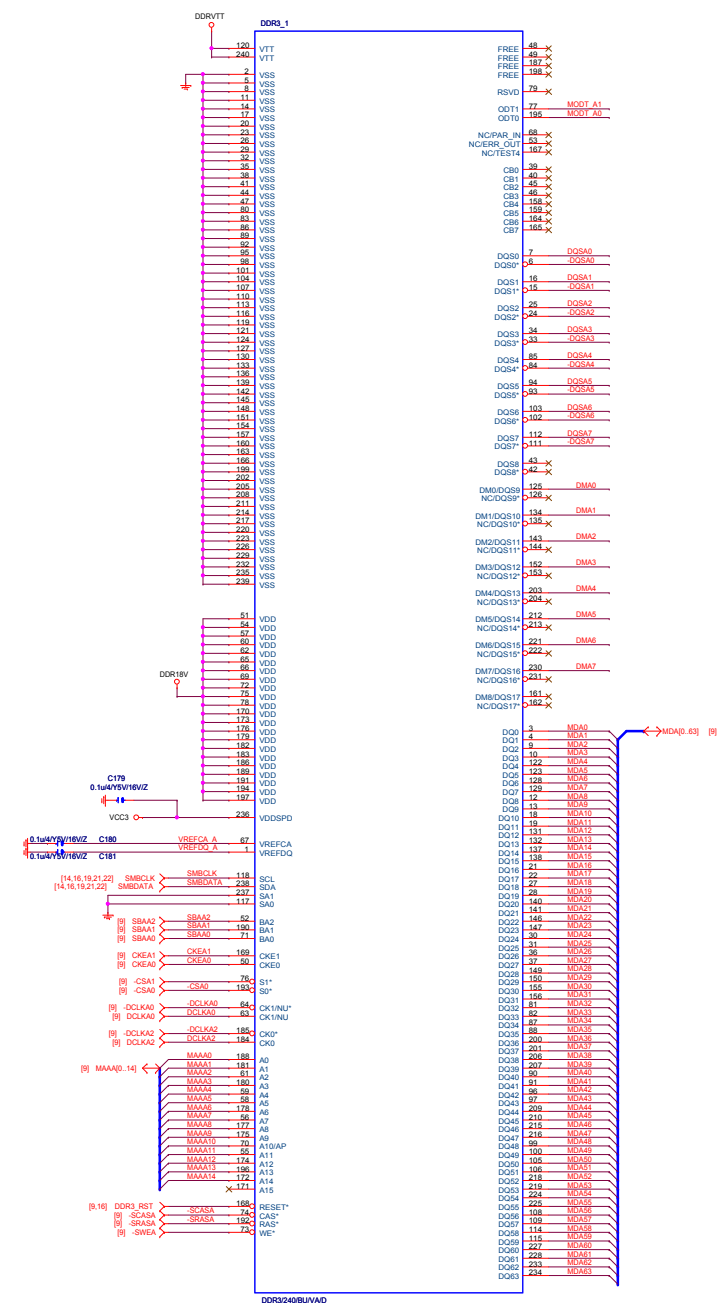 DDRVTT
DDR3_1
120 VTT
240 VTT
2 VSS
5 VSS
8 VSS
11 VSS
14 VSS
17 VSS
20 VSS
23 VSS
26 VSS
29 VSS
32 VSS
35 VSS
38 VSS
41 VSS
44 VSS
47 VSS
80 VSS
83 VSS
86 VSS
89 VSS
92 VSS
95 VSS
98 VSS
101 VSS
104 VSS
107 VSS
110 VSS
113 VSS
116 VSS
119 VSS
121 VSS
124 VSS
127 VSS
130 VSS
133 VSS
136 VSS
139 VSS
142 VSS
145 VSS
148 VSS
151 VSS
154 VSS
157 VSS
160 VSS
163 VSS
166 VSS
199 VSS
202 VSS
205 VSS
208 VSS
211 VSS
214 VSS
217 VSS
220 VSS
223 VSS
226 VSS
229 VSS
232 VSS
235 VSS
239 VSS
51 VDD
54 VDD
57 VDD
60 VDD
62 VDD
65 VDD
66 VDD
69 VDD
72 VDD
DDR18V
75 VDD
78 VDD
170 VDD
173 VDD
176 VDD
179 VDD
182 VDD
183 VDD
186 VDD
189 VDD
191 VDD
194 VDD
197 VDD
C179
0.1u/4/Y5V/16V/Z
VCC3 236 VDDSPD
0.1u/4/Y5V/16V/Z C180 VREFCA_A 67 VREFCA
VREFDQ_A 1 VREFDQ
0.1u/4/Y5V/16V/Z C181
[14,16,19,21,22] SMBCLK SMBCLK 118 SCL
[14,16,19,21,22] SMBDATA SMBDATA 238 SDA
237 SA1
117 SA0
[9] SBAA2 SBAA2 52 BA2
[9] SBAA1 SBAA1 190 BA1
[9] SBAA0 SBAA0 71 BA0
[9] CKEA1 CKEA1 169 CKE1
[9] CKEA0 CKEA0 50 CKE0
[9] -CSA1 76 S1*
[9] -CSA0 -CSA0 193 S0*
[9] -DCLKA0 -DCLKA0 64 CK1/NU*
[9] DCLKA0 DCLKA0 63 CK1/NU
[9] -DCLKA2 -DCLKA2 185 CK0*
[9] DCLKA2 DCLKA2 184 CK0
[9] MAAA[0..14]
MAAA0 188 A0
MAAA1 181 A1
MAAA2 61 A2
MAAA3 180 A3
MAAA4 59 A4
MAAA5 58 A5
MAAA6 178 A6
MAAA7 56 A7
MAAA8 177 A8
MAAA9 175 A9
MAAA10 70 A10/AP
MAAA11 55 A11
MAAA12 174 A12
MAAA13 196 A13
MAAA14 172 A14
171 A15
[9,16] DDR3_RST 168 RESET*
[9] -SCASA -SCASA 74 CAS*
[9] -SRASA -SRASA 192 RAS*
[9] -SWEA 73 WE*
FREE 48
FREE 49
FREE 187
FREE 198
RSVD 79
ODT1 77 MODT_A1
ODT0 195 MODT_A0
NC/PAR_IN 68
NC/ERR_OUT 53
NC/TEST4 167
CB0 39
CB1 40
CB2 45
CB3 46
CB4 158
CB5 159
CB6 164
CB7 165
DQS0 7 DQSA0
DQS0* 6 -DQSA0
DQS1 16 DQSA1
DQS1* 15 -DQSA1
DQS2 25 DQSA2
DQS2* 24 -DQSA2
DQS3 34 DQSA3
DQS3* 33 -DQSA3
DQS4 85 DQSA4
DQS4* 84 -DQSA4
DQS5 94 DQSA5
DQS5* 93 -DQSA5
DQS6 103 DQSA6
DQS6* 102 -DQSA6
DQS7 112 DQSA7
DQS7* 111 -DQSA7
DQS8 43
DQS8* 42
DM0/DQS9 125 DMA0
NC/DQS9* 126
DM1/DQS10 134 DMA1
NC/DQS10* 135
DM2/DQS11 143 DMA2
NC/DQS11* 144
DM3/DQS12 152 DMA3
NC/DQS12* 153
DM4/DQS13 203 DMA4
NC/DQS13* 204
DM5/DQS14 212 DMA5
NC/DQS14* 213
DM6/DQS15 221 DMA6
NC/DQS15* 222
DM7/DQS16 230 DMA7
NC/DQS16* 231
DM8/DQS17 161
NC/DQS17* 162
DQ0 3 MDA0 MDA[0..63] [9]
DQ1 4 MDA1
DQ2 9 MDA2
DQ3 10 MDA3
DQ4 122 MDA4
DQ5 123 MDA5
DQ6 128 MDA6
DQ7 129 MDA7
DQ8 12 MDA8
DQ9 13 MDA9
DQ10 18 MDA10
DQ11 19 MDA11
DQ12 131 MDA12
DQ13 132 MDA13
DQ14 137 MDA14
DQ15 138 MDA15
DQ16 21 MDA16
DQ17 22 MDA17
DQ18 27 MDA18
DQ19 28 MDA19
DQ20 140 MDA20
DQ21 141 MDA21
DQ22 146 MDA22
DQ23 147 MDA23
DQ24 30 MDA24
DQ25 31 MDA25
DQ26 36 MDA26
DQ27 37 MDA27
DQ28 149 MDA28
DQ29 150 MDA29
DQ30 155 MDA30
DQ31 156 MDA31
DQ32 81 MDA32
DQ33 82 MDA33
DQ34 87 MDA34
DQ35 88 MDA35
DQ36 200 MDA36
DQ37 201 MDA37
DQ38 206 MDA38
DQ39 207 MDA39
DQ40 90 MDA40
DQ41 91 MDA41
DQ42 96 MDA42
DQ43 97 MDA43
DQ44 209 MDA44
DQ45 210 MDA45
DQ46 215 MDA46
DQ47 216 MDA47
DQ48 99 MDA48
DQ49 100 MDA49
DQ50 105 MDA50
DQ51 106 MDA51
DQ52 218 MDA52
DQ53 219 MDA53
DQ54 224 MDA54
DQ55 225 MDA55
DQ56 108 MDA56
DQ57 109 MDA57
DQ58 114 MDA58
DQ59 115 MDA59
DQ60 227 MDA60
DQ61 228 MDA61
DQ62 233 MDA62
DQ63 234 MDA63
DDR3/240/BU/VA/D